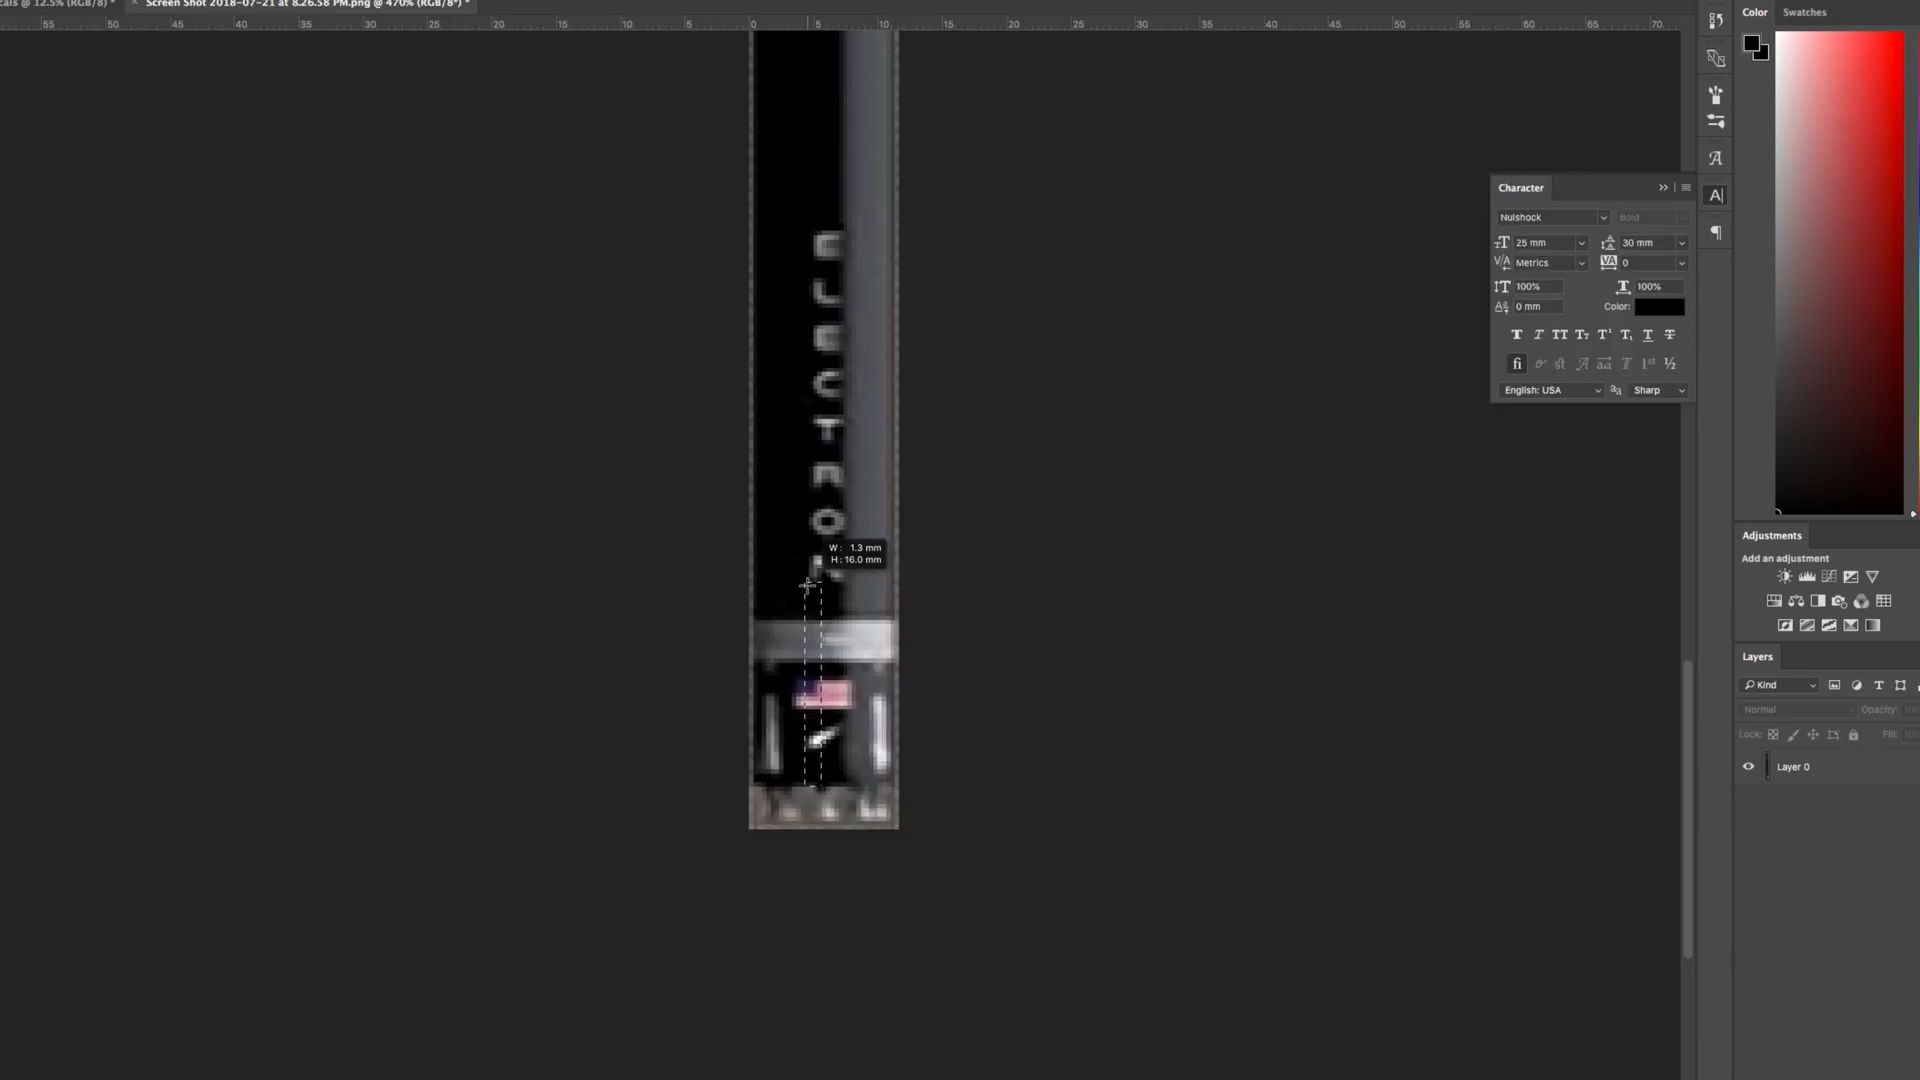 cals @ 12.5% (RGB/8) *
× Screen Shot 2018-07-21 at 8.26.58 PM.png @ 470% (RGB/8*) *
55 50 45 40 35 30 25 20 15 10 5 0 5 10 15 20 25 30 35 40 45 50 55 60 65 70
Color Swatches
Character
Nulshock Bold
25 mm 30 mm
Metrics 0
100% 100%
0 mm Color:
English: USA Sharp
E
L
E
C
T
R
O
N
W: 1.3 mm
H: 16.0 mm
Adjustments
Add an adjustment
Layers
Kind
Normal Opacity: 100
Lock: Fill: 100
Layer 0